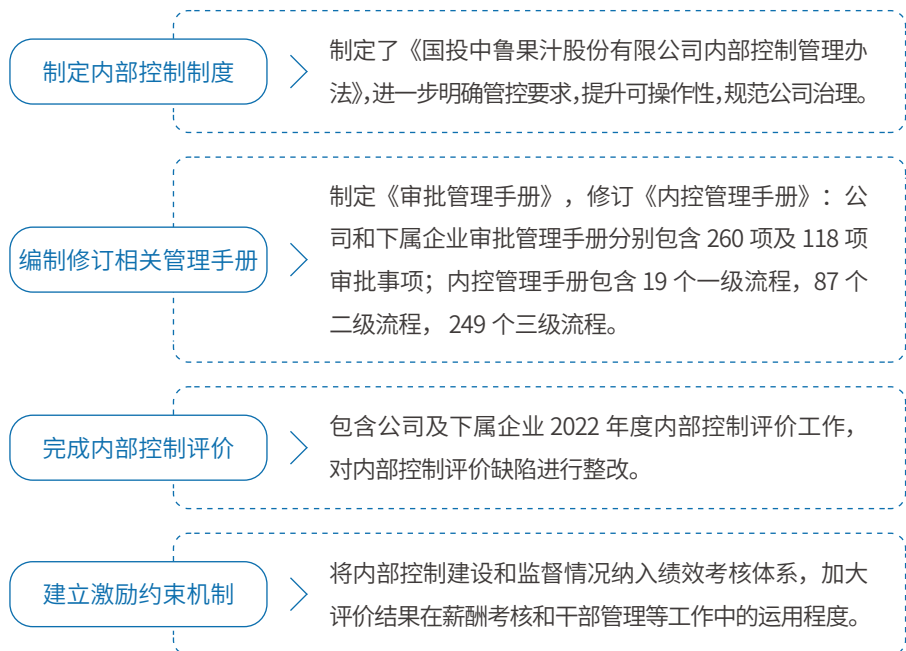 制定内部控制制度
制定了《国投中鲁果汁股份有限公司内部控制管理办
法》，进一步明确管控要求，提升可操作性，规范公司治理。
编制修订相关管理手册
制定《审批管理手册》，修订《内控管理手册》：公
司和下属企业审批管理手册分别包含 260 项及 118 项
审批事项；内控管理手册包含 19 个一级流程，87 个
二级流程， 249 个三级流程。
完成内部控制评价
包含公司及下属企业 2022 年度内部控制评价工作，
对内部控制评价缺陷进行整改。
建立激励约束机制
将内部控制建设和监督情况纳入绩效考核体系，加大
评价结果在薪酬考核和干部管理等工作中的运用程度。